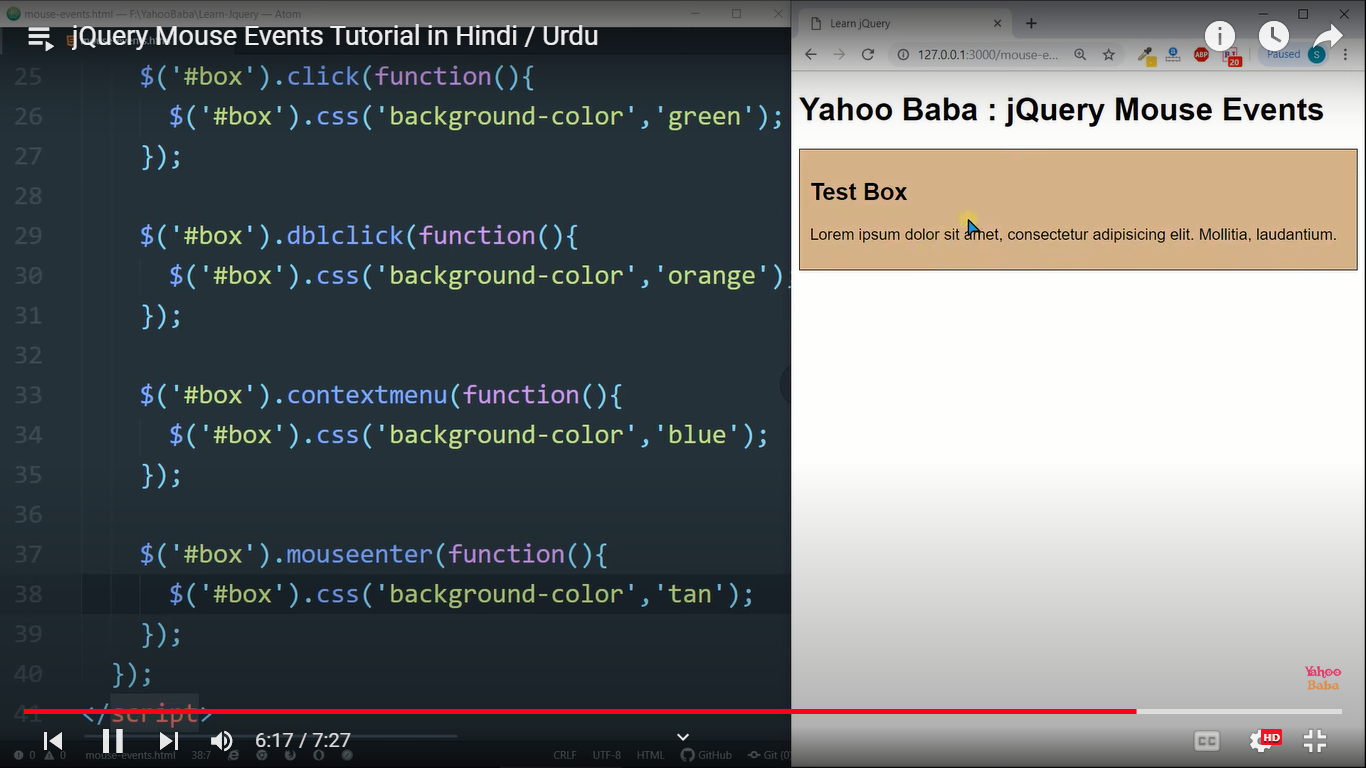 mouse-events.html — F:\YahooBaba\Learn-Jquery — Atom
jQuery Mouse Events Tutorial in Hindi / Urdu
25 $('#box').click(function(){
26 $('#box').css('background-color','green');
27 });
28
29 $('#box').dblclick(function(){
30 $('#box').css('background-color','orange');
31 });
32
33 $('#box').contextmenu(function(){
34 $('#box').css('background-color','blue');
35 });
36
37 $('#box').mouseenter(function(){
38 $('#box').css('background-color','tan');
39 });
40 });
41 </script>
0 0 mouse-events.html 38:7 CRLF UTF-8 HTML GitHub Git (0)
6:17 / 7:27
CC HD
Learn jQuery
127.0.0.1:3000/mouse-e... ABP 20 Paused S
Yahoo Baba : jQuery Mouse Events
Test Box
Lorem ipsum dolor sit amet, consectetur adipisicing elit. Mollitia, laudantium.
Yahoo
Baba